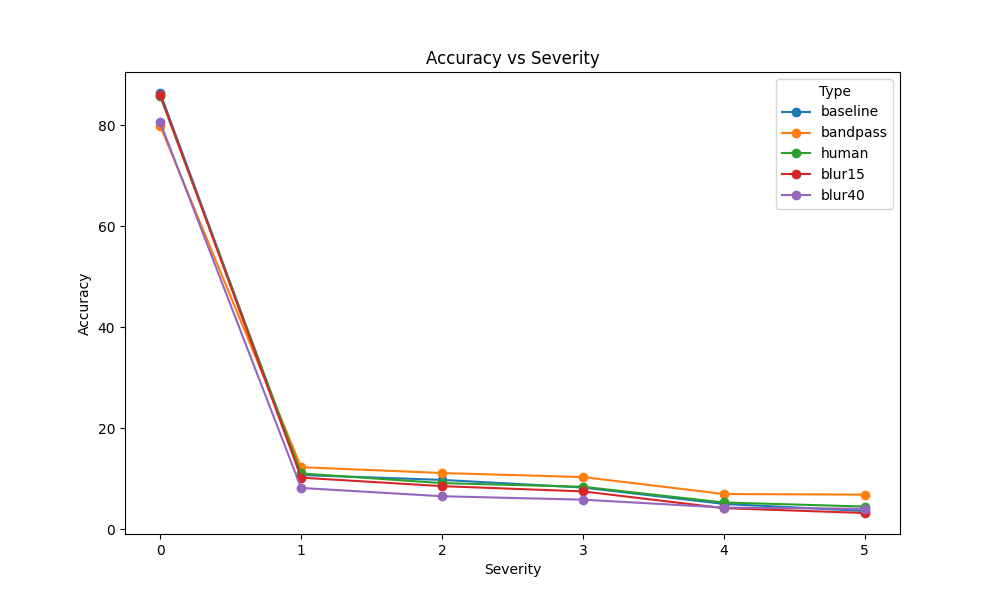 Accuracy vs Severity
Type
baseline
bandpass
human
blur15
blur40
Accuracy
80
60
40
20
0
0 1 2 3 4 5
Severity